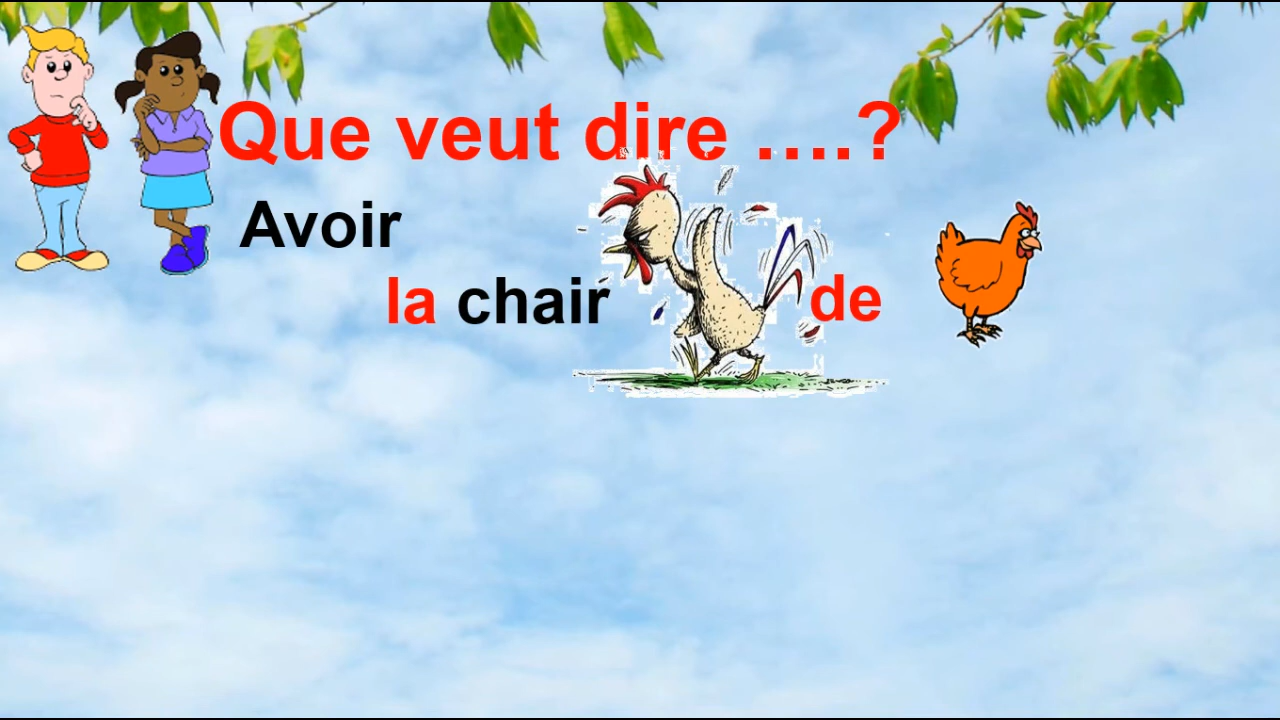 Que veut dire ....?
Avoir
la chair de